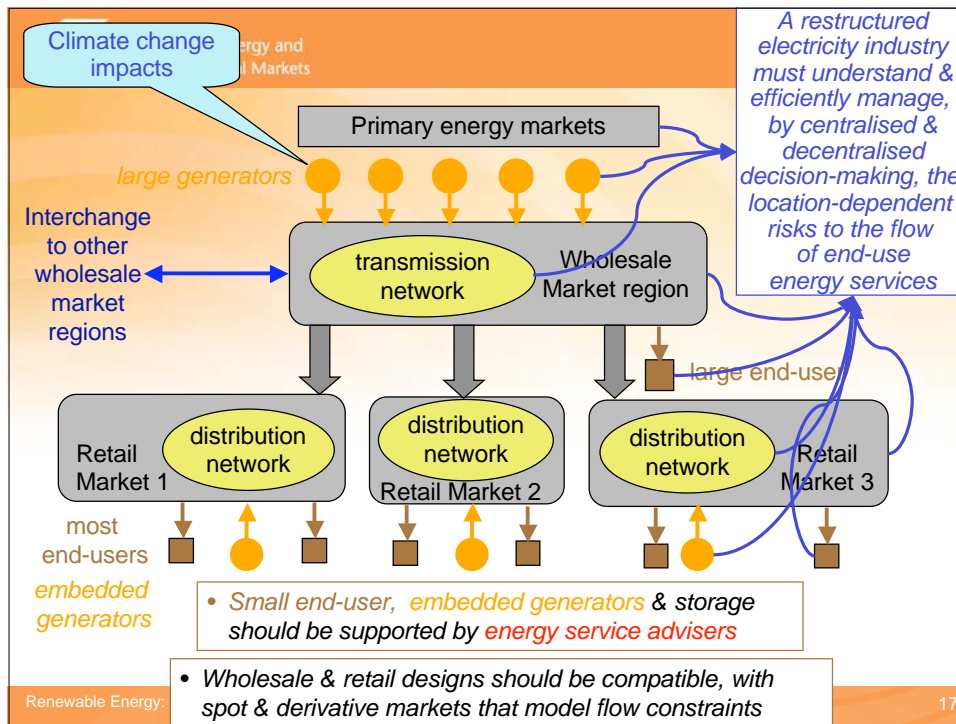 Climate change
impacts
ergy and
l Markets
A restructured
electricity industry
must understand &
efficiently manage,
by centralised &
decentralised
decision-making, the
location-dependent
risks to the flow
of end-use
energy services
Primary energy markets
large generators
Interchange
to other
wholesale
market
regions
transmission
network
Wholesale
Market region
large end-user
Retail
Market 1
distribution
network
distribution
network
Retail Market 2
distribution
network
Retail
Market 3
most
end-users
embedded
generators
• Small end-user, embedded generators & storage
should be supported by energy service advisers
• Wholesale & retail designs should be compatible, with
spot & derivative markets that model flow constraints
Renewable Energy:
17